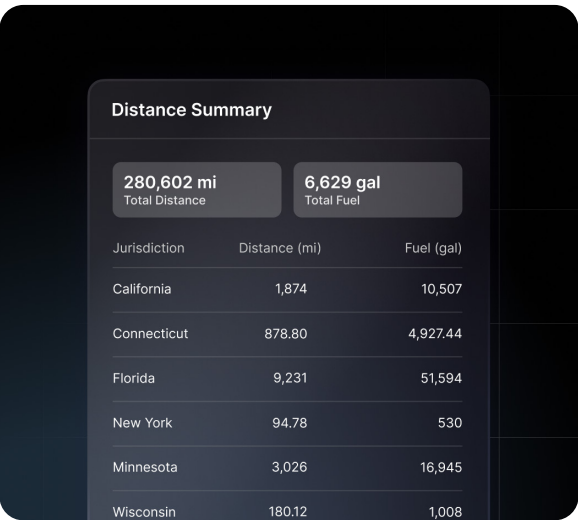 Distance Summary
280,602 mi 6,629 gal
Total Distance Total Fuel
Jurisdiction Distance (mi) Fuel (gal)
California 1,874 10,507
Connecticut 878.80 4,927.44
Florida 9,231 51,594
New York 94.78 530
Minnesota 3,026 16,945
Wisconsin 180.12 1,008